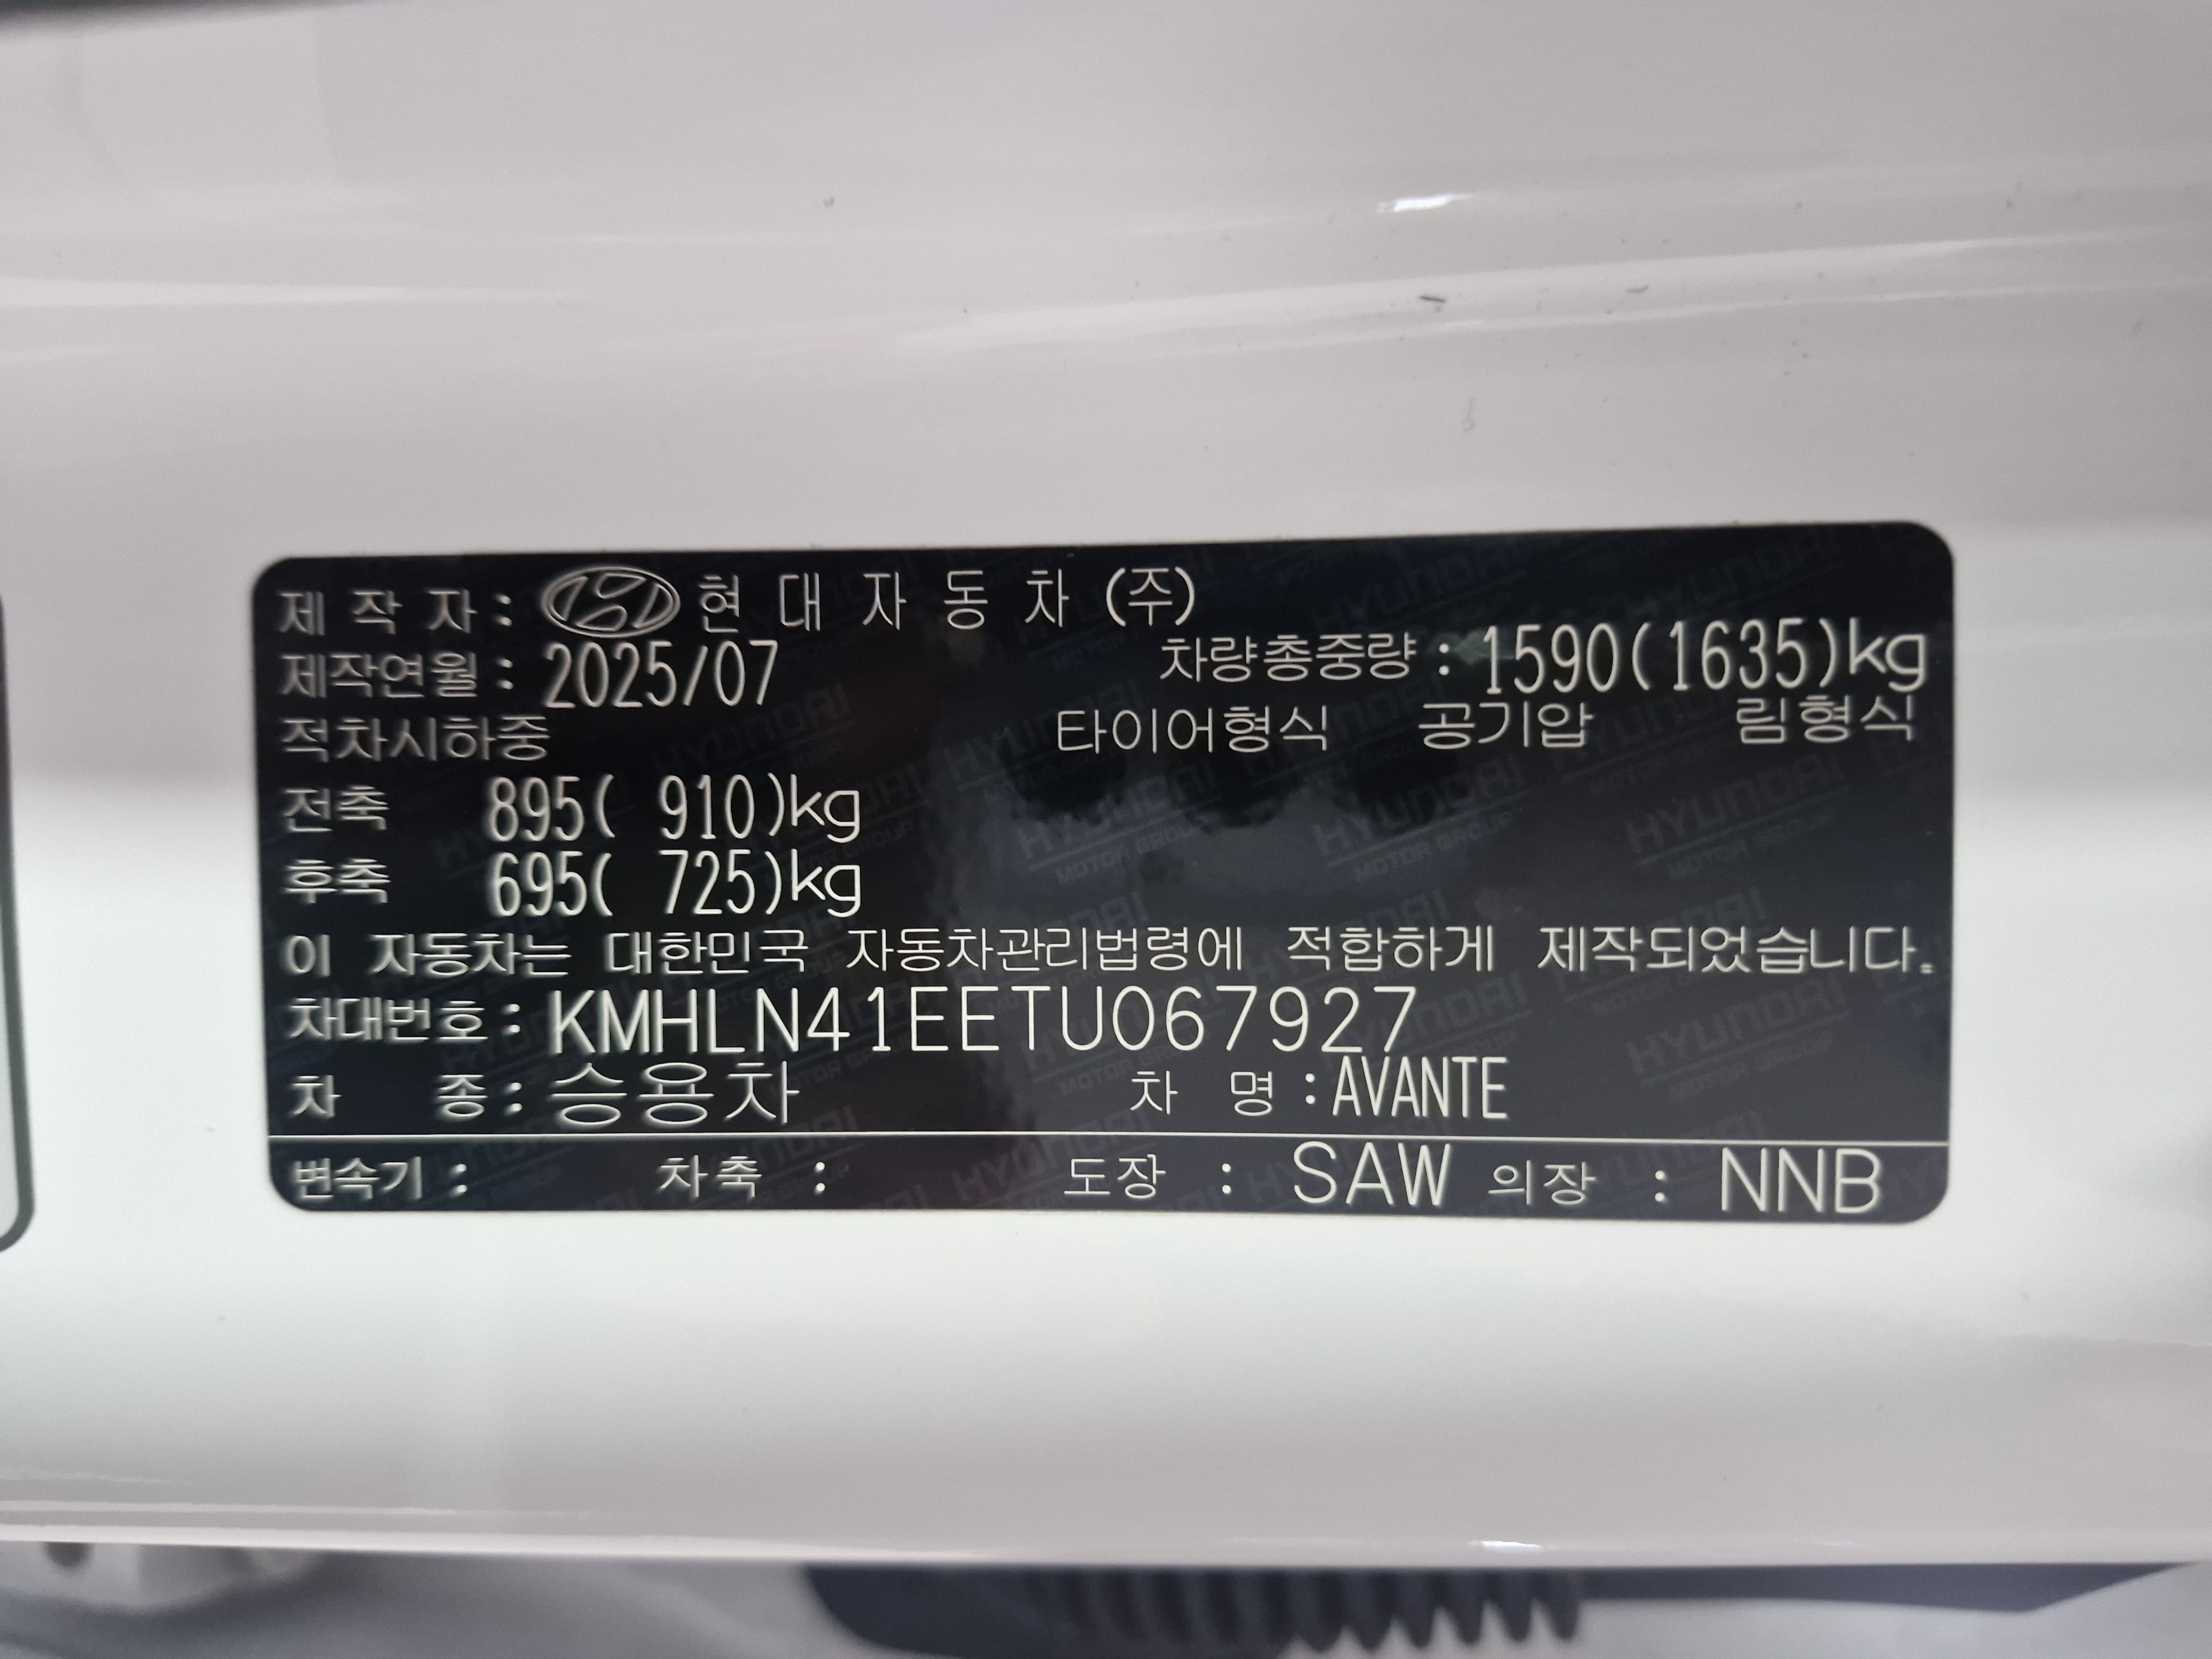 제 작 자 : 현 대 자 동 차 (주)
제작연월 : 2025/07 차량총중량 : 1590(1635)kg
적차시하중 타이어형식 공기압 림형식
전축 895( 910)kg
후축 695( 725)kg
이 자동차는 대한민국 자동차관리법령에 적합하게 제작되었습니다.
차대번호 : KMHLN41EETU067927
차 종 : 승용차 차 명 : AVANTE
변속기 : 차축 : 도장 : SAW 의장 : NNB
HYUNDAI
MOTOR GROUP